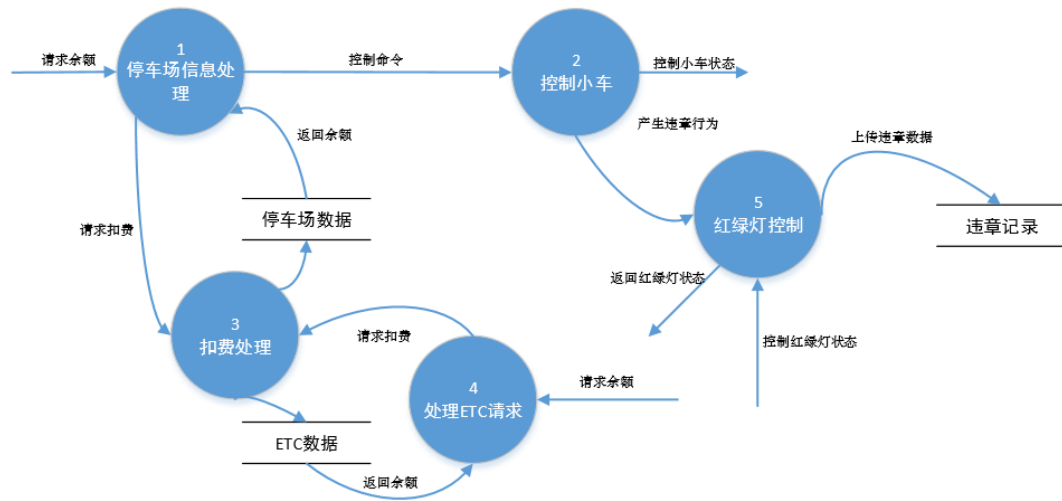 请求余额
1
停车场信息处
理
控制命令
2
控制小车
控制小车状态
产生违章行为
上传违章数据
返回余额
5
红绿灯控制
违章记录
停车场数据
请求扣费
返回红绿灯状态
3
扣费处理
请求扣费
控制红绿灯状态
4
处理ETC请求
请求余额
ETC数据
返回余额